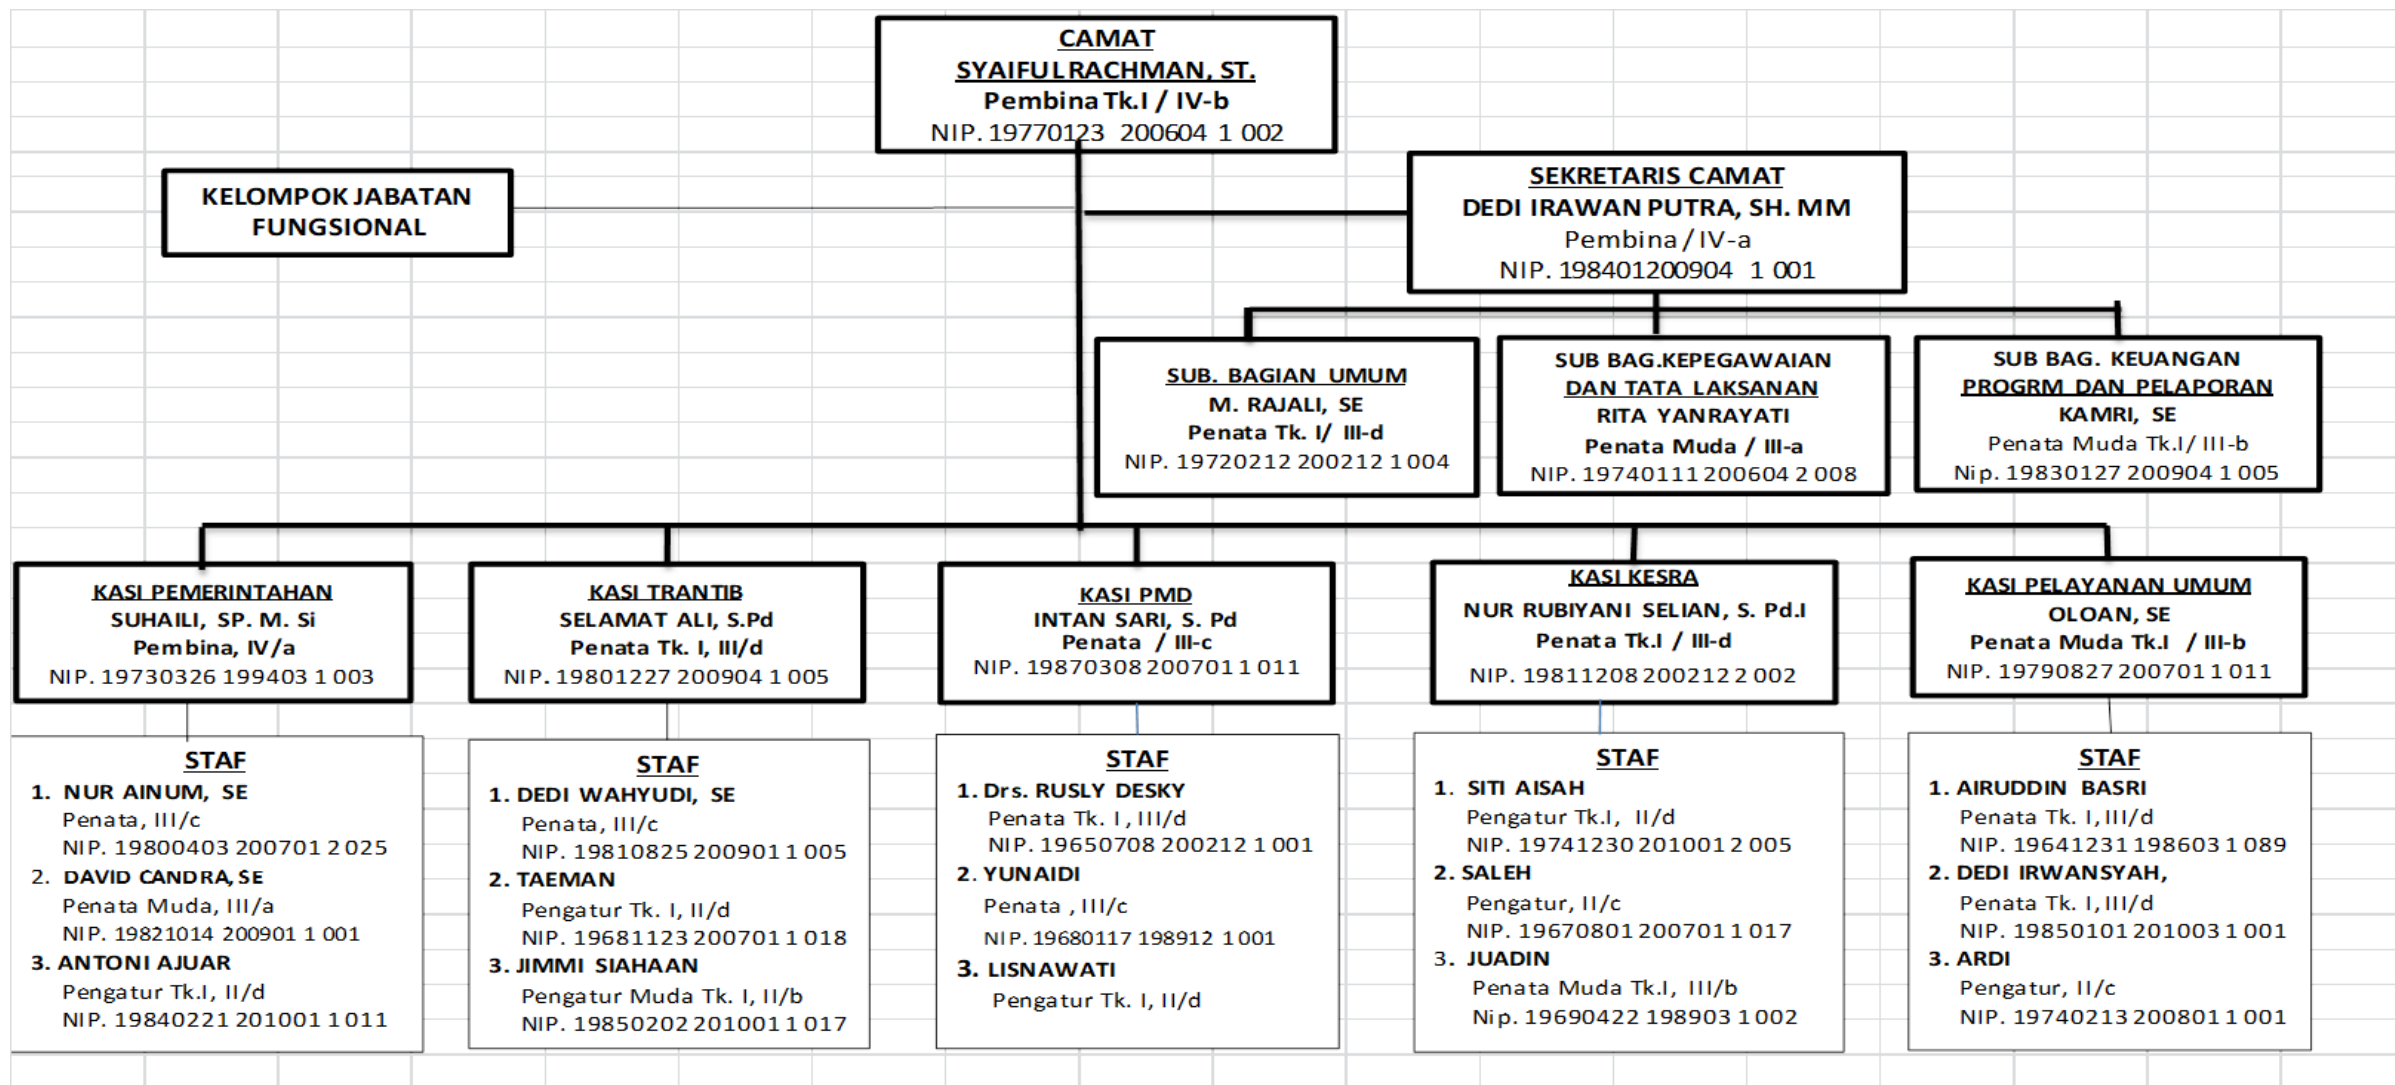 CAMAT
SYAIFUL RACHMAN, ST.
Pembina Tk.I / IV-b
NIP. 19770123 200604 1 002
KELOMPOK JABATAN
FUNGSIONAL
SEKRETARIS CAMAT
DEDI IRAWAN PUTRA, SH. MM
Pembina / IV-a
NIP. 198401200904 1 001
SUB. BAGIAN UMUM
M. RAJALI, SE
Penata Tk. I/ III-d
NIP. 19720212 200212 1 004
SUB BAG.KEPEGAWAIAN
DAN TATA LAKSANAN
RITA YANRAYATI
Penata Muda / III-a
NIP. 19740111 200604 2 008
SUB BAG. KEUANGAN
PROGRM DAN PELAPORAN
KAMRI, SE
Penata Muda Tk.I/ III-b
Nip. 19830127 200904 1 005
KASI PEMERINTAHAN
SUHAILI, SP. M. Si
Pembina, IV/a
NIP. 19730326 199403 1 003
KASI TRANTIB
SELAMAT ALI, S.Pd
Penata Tk. I, III/d
NIP. 19801227 200904 1 005
KASI PMD
INTAN SARI, S. Pd
Penata / III-c
NIP. 19870308 200701 1 011
KASI KESRA
NUR RUBIYANI SELIAN, S. Pd.I
Penata Tk.I / III-d
NIP. 19811208 200212 2 002
KASI PELAYANAN UMUM
OLOAN, SE
Penata Muda Tk.I / III-b
NIP. 19790827 200701 1 011
STAF
1. NUR AINUM, SE
Penata, III/c
NIP. 19800403 200701 2 025
2. DAVID CANDRA, SE
Penata Muda, III/a
NIP. 19821014 200901 1 001
3. ANTONI AJUAR
Pengatur Tk.I, II/d
NIP. 19840221 201001 1 011
STAF
1. DEDI WAHYUDI, SE
Penata, III/c
NIP. 19810825 200901 1 005
2. TAEMAN
Pengatur Tk. I, II/d
NIP. 19681123 200701 1 018
3. JIMMI SIAHAAN
Pengatur Muda Tk. I, II/b
NIP. 19850202 201001 1 017
STAF
1. Drs. RUSLY DESKY
Penata Tk. I, III/d
NIP. 19650708 200212 1 001
2. YUNAIDI
Penata , III/c
NIP. 19680117 198912 1 001
3. LISNAWATI
Pengatur Tk. I, II/d
STAF
1. SITI AISAH
Pengatur Tk.I, II/d
NIP. 19741230 201001 2 005
2. SALEH
Pengatur, II/c
NIP. 19670801 200701 1 017
3. JUADIN
Penata Muda Tk.I, III/b
Nip. 19690422 198903 1 002
STAF
1. AIRUDDIN BASRI
Penata Tk. I, III/d
NIP. 19641231 198603 1 089
2. DEDI IRWANSYAH,
Penata Tk. I, III/d
NIP. 19850101 201003 1 001
3. ARDI
Pengatur, II/c
NIP. 19740213 200801 1 001